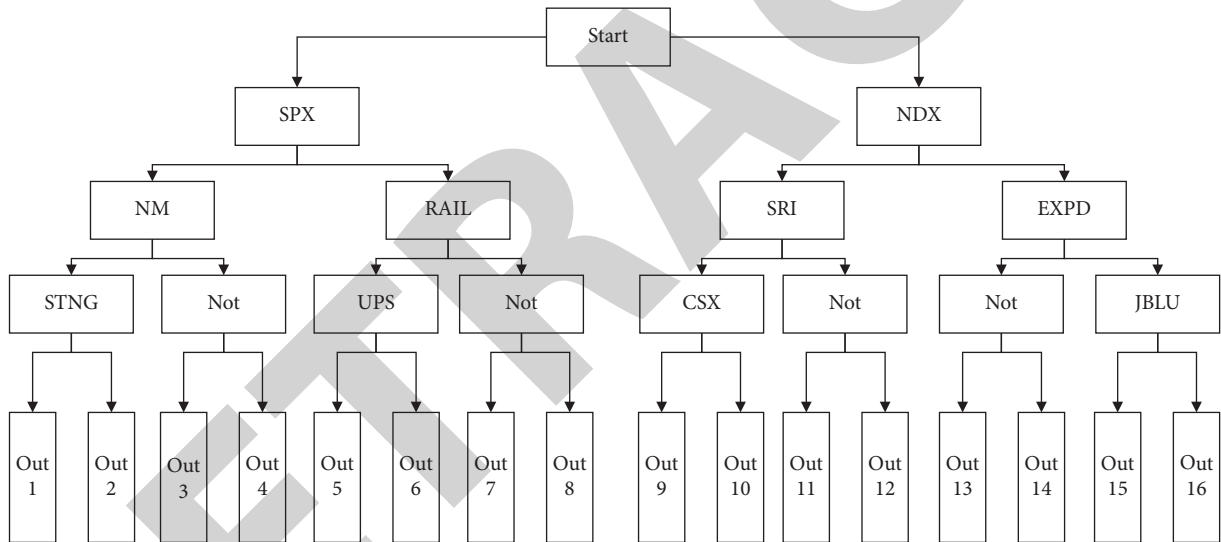 Start
SPX
NDX
NM
RAIL
SRI
EXPD
STNG
Not
UPS
Not
CSX
Not
Not
JBLU
Out
1
Out
2
Out
3
Out
4
Out
5
Out
6
Out
7
Out
8
Out
9
Out
10
Out
11
Out
12
Out
13
Out
14
Out
15
Out
16
ETRAC